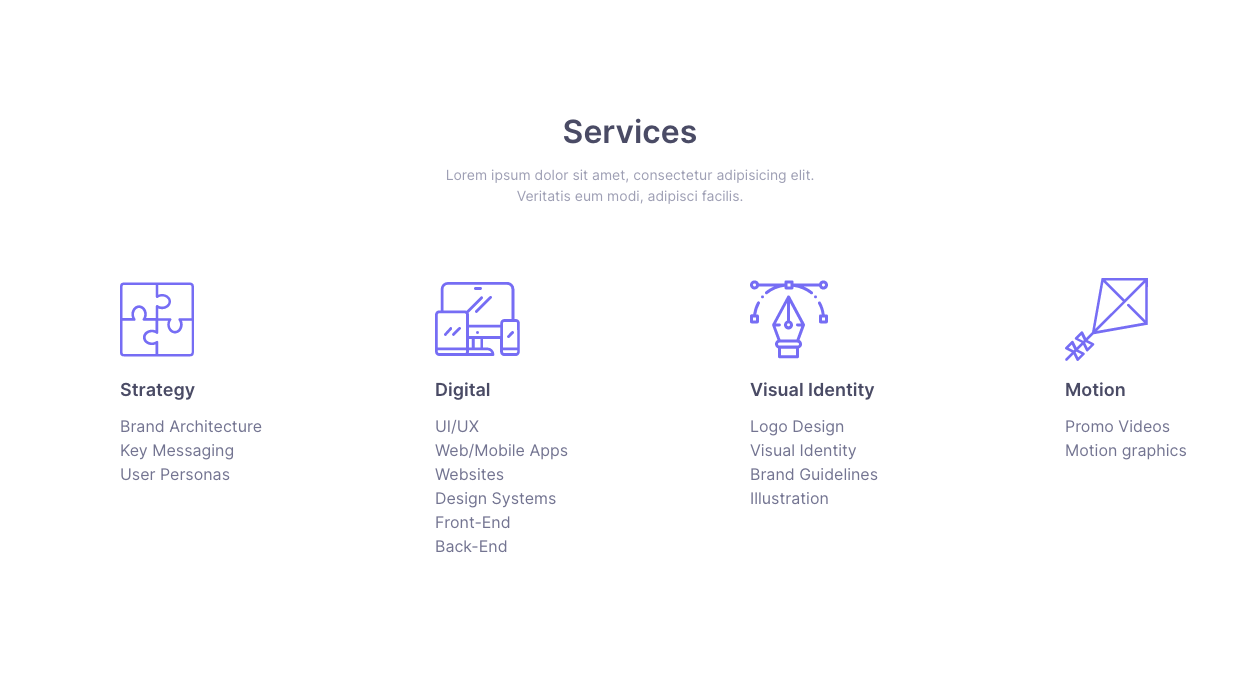 Services
Lorem ipsum dolor sit amet, consectetur adipisicing elit.
Veritatis eum modi, adipisci facilis.
Strategy
Brand Architecture
Key Messaging
User Personas
Digital
UI/UX
Web/Mobile Apps
Websites
Design Systems
Front-End
Back-End
Visual Identity
Logo Design
Visual Identity
Brand Guidelines
Illustration
Motion
Promo Videos
Motion graphics